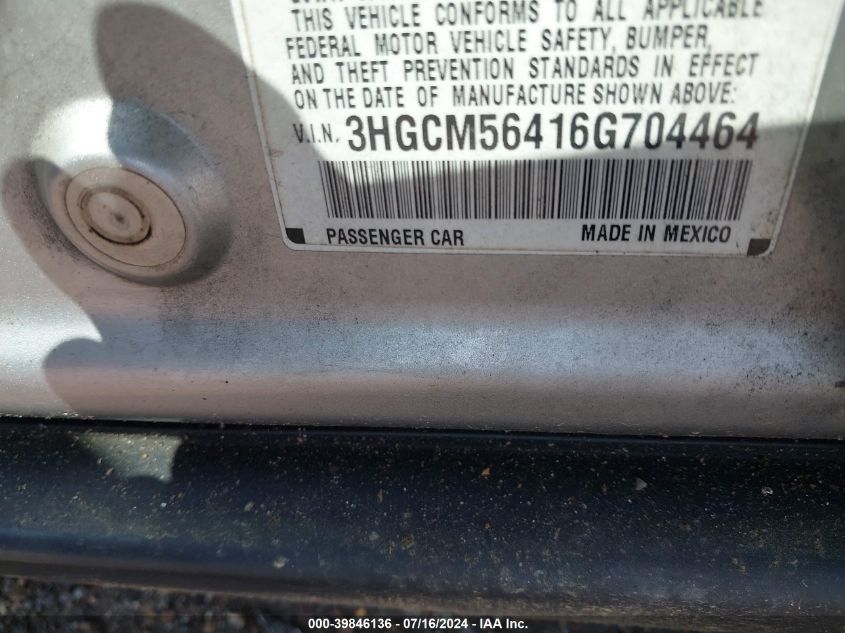 THIS VEHICLE CONFORMS TO ALL APPLICABLE
FEDERAL MOTOR VEHICLE SAFETY, BUMPER,
AND THEFT PREVENTION STANDARDS IN EFFECT
ON THE DATE OF MANUFACTURE SHOWN ABOVE:
V.I.N. 3HGCM56416G704464
PASSENGER CAR MADE IN MEXICO
000-39846136 - 07/16/2024 - IAA Inc.